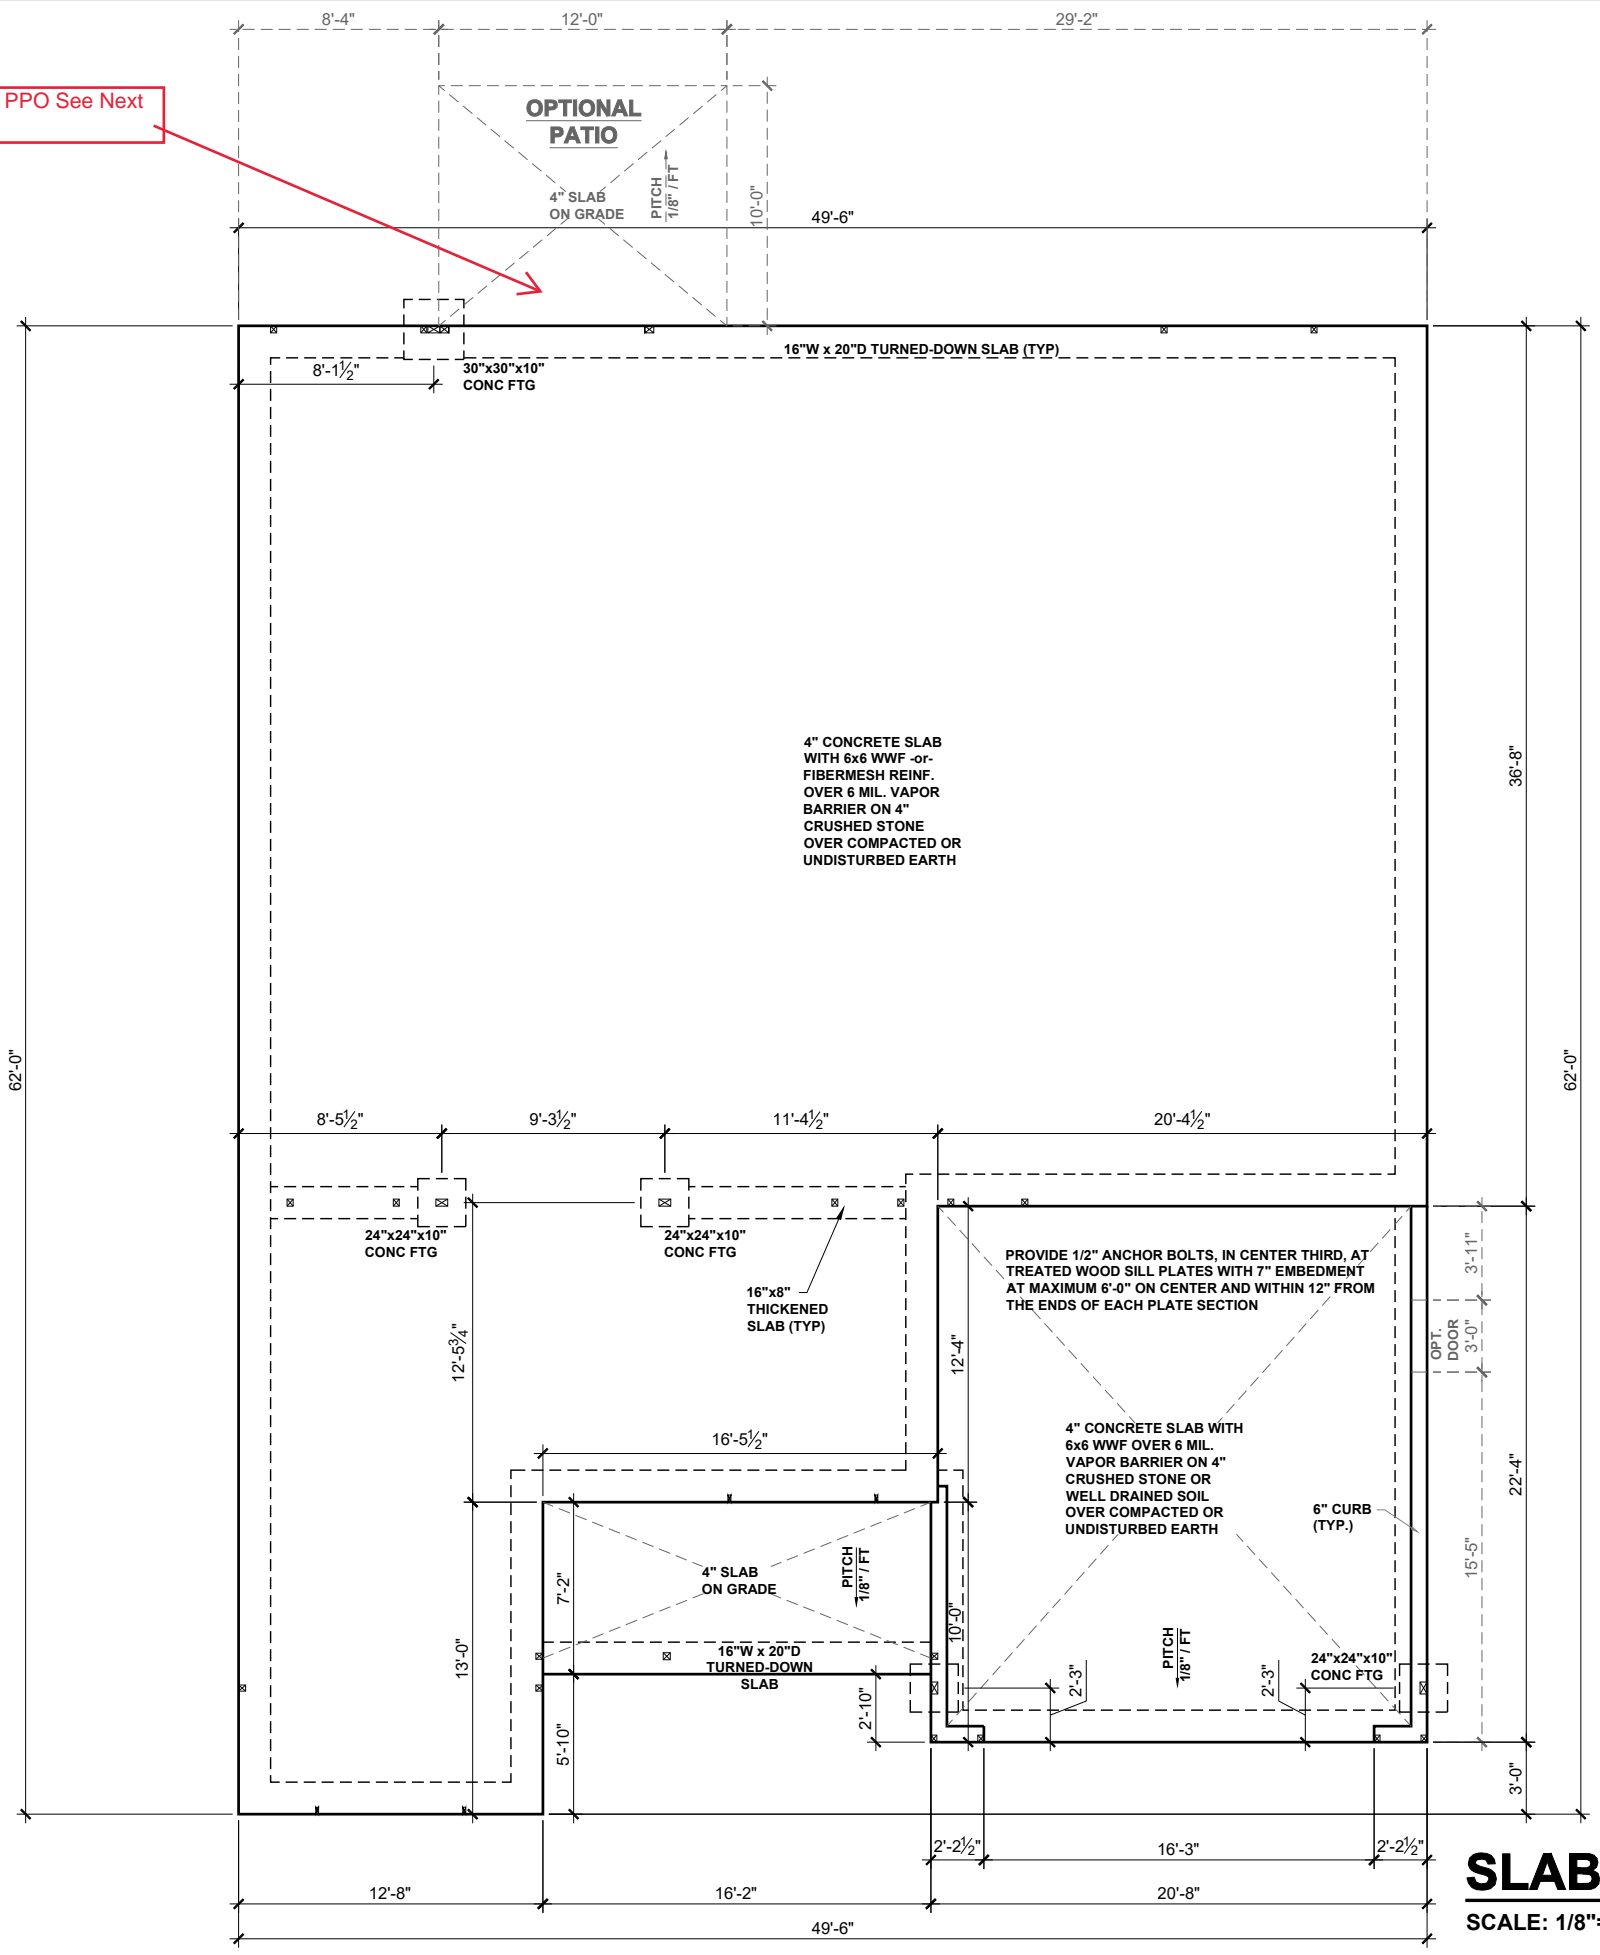 8'-4"
12'-0"
29'-2"
PPO See Next
OPTIONAL
PATIO
4" SLAB
ON GRADE
PITCH
1/8" / FT
10'-0"
49'-6"
16"W x 20"D TURNED-DOWN SLAB (TYP)
8'-1½"
30"x30"x10"
CONC FTG
4" CONCRETE SLAB
WITH 6x6 WWF -or-
FIBERMESH REINF.
OVER 6 MIL. VAPOR
BARRIER ON 4"
CRUSHED STONE
OVER COMPACTED OR
UNDISTURBED EARTH
36'-8"
62'-0"
62'-0"
8'-5½"
9'-3½"
11'-4½"
20'-4½"
24"x24"x10"
CONC FTG
24"x24"x10"
CONC FTG
16"x8"
THICKENED
SLAB (TYP)
PROVIDE 1/2" ANCHOR BOLTS, IN CENTER THIRD, AT
TREATED WOOD SILL PLATES WITH 7" EMBEDMENT
AT MAXIMUM 6'-0" ON CENTER AND WITHIN 12" FROM
THE ENDS OF EACH PLATE SECTION
3'-11"
OPT.
DOOR
3'-0"
12'-5¾"
12'-4"
16'-5½"
4" CONCRETE SLAB WITH
6x6 WWF OVER 6 MIL.
VAPOR BARRIER ON 4"
CRUSHED STONE OR
WELL DRAINED SOIL
OVER COMPACTED OR
UNDISTURBED EARTH
6" CURB
(TYP.)
22'-4"
15'-5"
4" SLAB
ON GRADE
PITCH
1/8" / FT
7'-2"
10'-0"
13'-0"
16"W x 20"D
TURNED-DOWN
SLAB
PITCH
1/8" / FT
24"x24"x10"
CONC FTG
2'-3"
2'-3"
2'-10"
5'-10"
3'-0"
2'-2½"
16'-3"
2'-2½"
12'-8"
16'-2"
20'-8"
49'-6"
SLAB
SCALE: 1/8"=